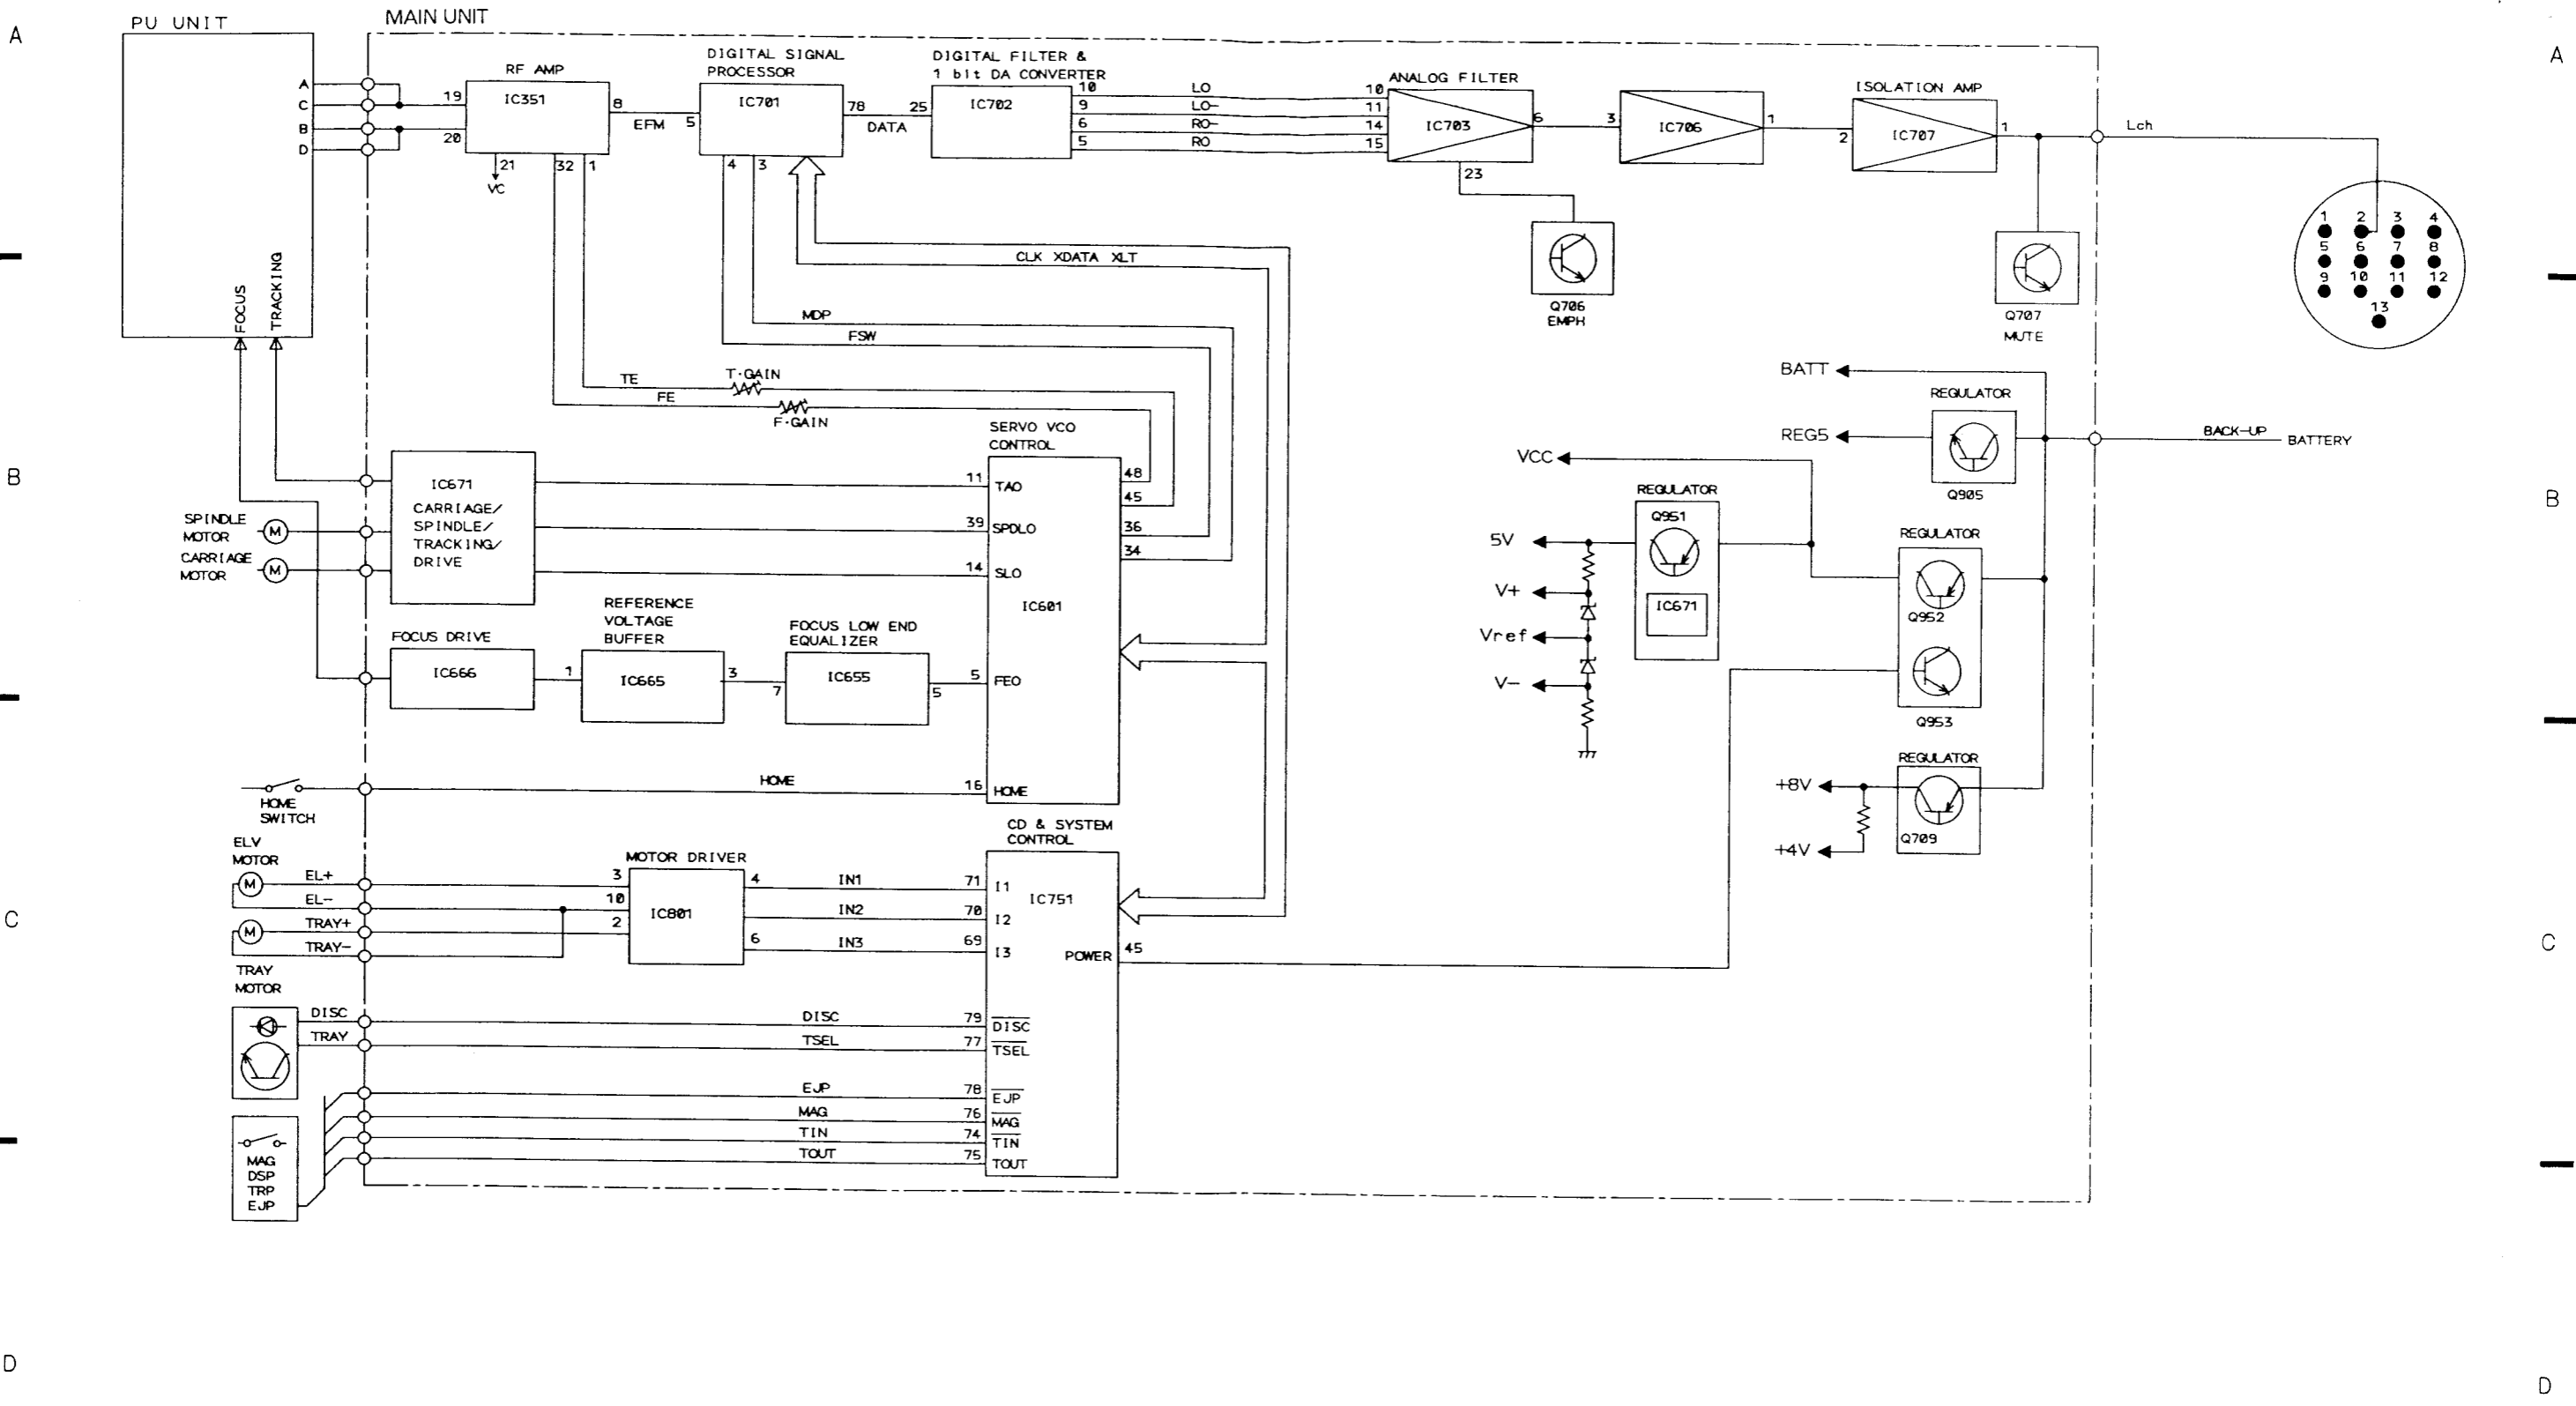 PU UNIT
MAIN UNIT
A
A
RF AMP
DIGITAL SIGNAL
PROCESSOR
DIGITAL FILTER &
1 bit DA CONVERTER
ANALOG FILTER
ISOLATION AMP
A
C
B
D
19
20
IC351
8
21
VC
32
1
EFM
5
IC701
78
4
3
DATA
25
IC702
10
9
6
5
LO
LO-
RO-
RO
10
11
14
15
IC703
6
23
3
IC706
1
2
IC707
1
Lch
Q706
EMPH
Q707
MUTE
1
2
3
4
5
6
7
8
9
10
11
12
13
CLK XDATA XLT
FOCUS
TRACKING
MDP
FSW
TE
T·GAIN
FE
F·GAIN
BATT
REGULATOR
REG5
Q905
BACK-UP
BATTERY
B
B
SERVO VCO
CONTROL
IC671
CARRIAGE/
SPINDLE/
TRACKING/
DRIVE
SPINDLE
MOTOR
M
CARRIAGE
MOTOR
M
11
TAO
39
SPDLO
14
SLO
IC601
48
45
36
34
VCC
REGULATOR
Q951
IC671
5V
V+
Vref
V-
REGULATOR
Q952
Q953
FOCUS DRIVE
IC666
1
REFERENCE
VOLTAGE
BUFFER
IC665
3
FOCUS LOW END
EQUALIZER
7
IC655
5
5
FEO
HOME
SWITCH
HOME
16
HOME
REGULATOR
+8V
Q709
+4V
CD & SYSTEM
CONTROL
ELV
MOTOR
M
EL+
EL-
M
TRAY+
TRAY-
TRAY
MOTOR
MOTOR DRIVER
3
10
2
IC801
4
6
IN1
IN2
IN3
71
I1
70
I2
69
I3
IC751
POWER
45
C
C
DISC
TRAY
DISC
TSEL
79
DISC
77
TSEL
EJP
MAG
TIN
TOUT
78
EJP
76
MAG
74
TIN
75
TOUT
MAG
DSP
TRP
EJP
D
D